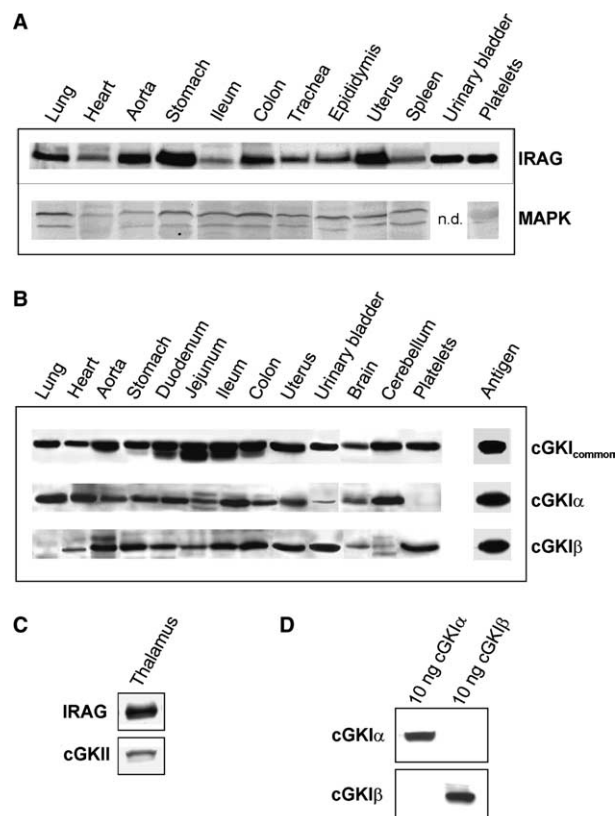 A
Lung Heart Aorta Stomach Ileum Colon Trachea Epididymis Uterus Spleen Urinary bladder Platelets
IRAG
n.d. MAPK
B
Lung Heart Aorta Stomach Duodenum Jejunum Ileum Colon Uterus Urinary bladder Brain Cerebellum Platelets Antigen
cGKIcommon
cGKIα
cGKIβ
C
Thalamus
IRAG
cGKII
D
10 ng cGKIα 10 ng cGKIβ
cGKIα
cGKIβ